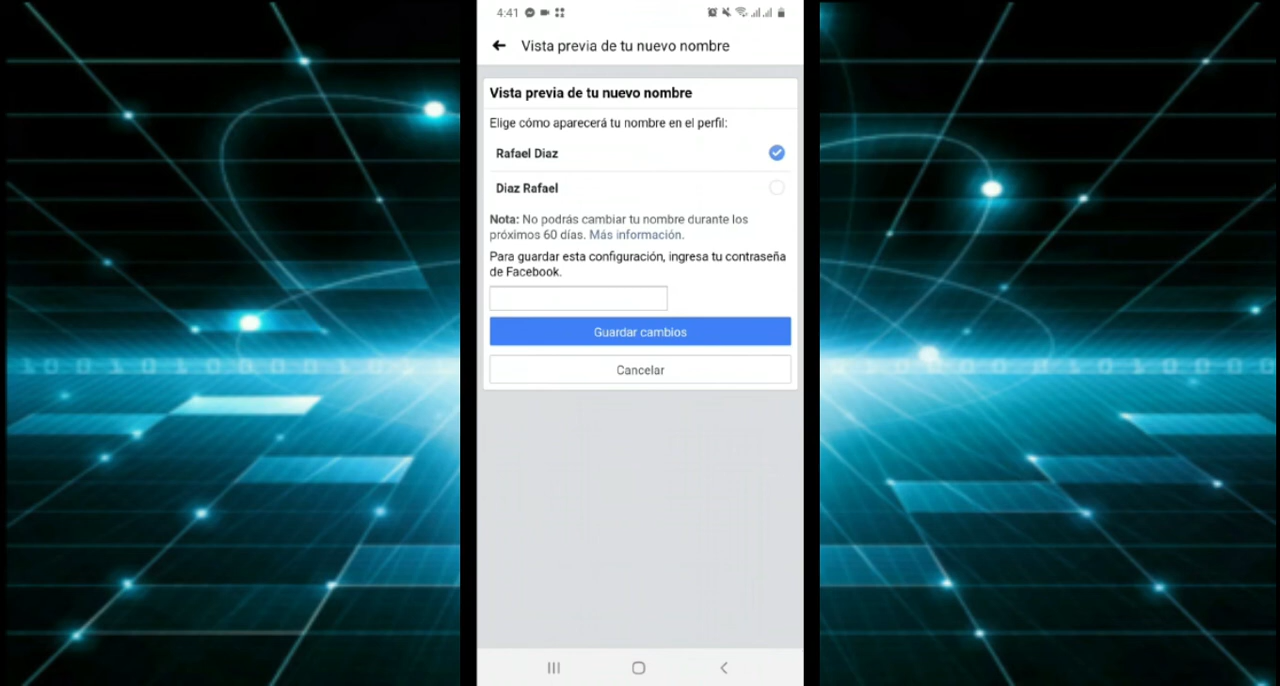 4:41
Vista previa de tu nuevo nombre
Vista previa de tu nuevo nombre
Elige cómo aparecerá tu nombre en el perfil:
Rafael Diaz
Diaz Rafael
Nota: No podrás cambiar tu nombre durante los
próximos 60 días. Más información.
Para guardar esta configuración, ingresa tu contraseña
de Facebook.
Guardar cambios
Cancelar